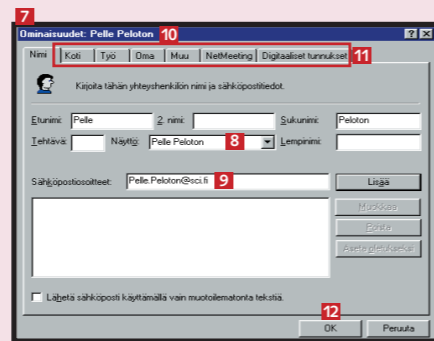 7
Ominaisuudet: Pelle Peloton 10
Nimi Koti Työ Oma Muu NetMeeting Digitaaliset tunnukset 11
Kirjoita tähän yhteyshenkilön nimi ja sähköpostitiedot.
Etunimi: Pelle 2. nimi: Sukunimi: Peloton
Tehtävä: Näyttö: Pelle Peloton 8 Lempinimi:
Sähköpostiosoitteet: Pelle.Peloton@sci.fi 9 Lisää
Muokkaa
Poista
Aseta oletukseksi
Lähetä sähköposti käyttämällä vain muotoilematonta tekstiä.
12
OK Peruuta